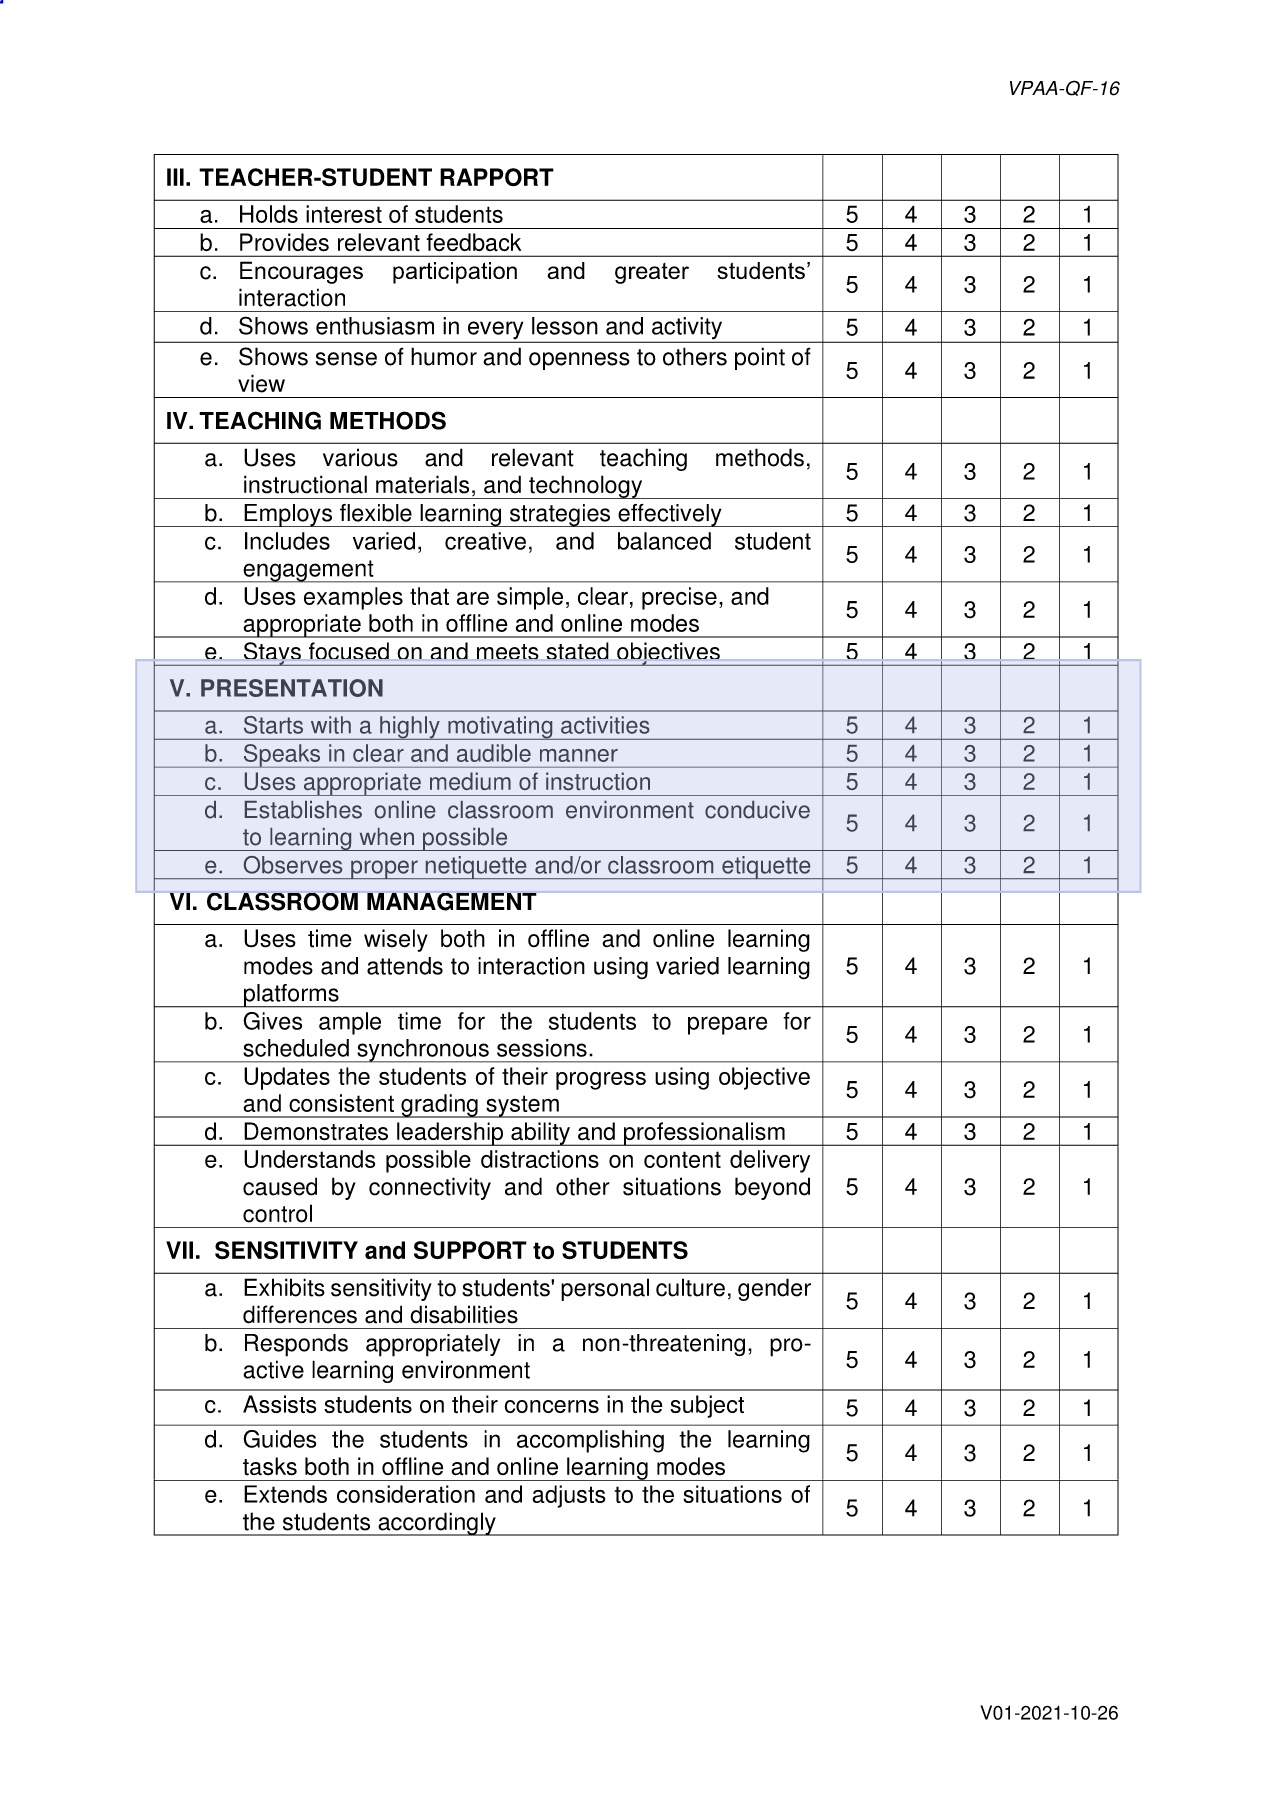 VPAA-QF-16
III. TEACHER-STUDENT RAPPORT
a. Holds interest of students 5 4 3 2 1
b. Provides relevant feedback 5 4 3 2 1
c. Encourages participation and greater students’
interaction 5 4 3 2 1
d. Shows enthusiasm in every lesson and activity 5 4 3 2 1
e. Shows sense of humor and openness to others point of
view 5 4 3 2 1
IV. TEACHING METHODS
a. Uses various and relevant teaching methods,
instructional materials, and technology 5 4 3 2 1
b. Employs flexible learning strategies effectively 5 4 3 2 1
c. Includes varied, creative, and balanced student
engagement 5 4 3 2 1
d. Uses examples that are simple, clear, precise, and
appropriate both in offline and online modes 5 4 3 2 1
e. Stays focused on and meets stated objectives 5 4 3 2 1
V. PRESENTATION
a. Starts with a highly motivating activities 5 4 3 2 1
b. Speaks in clear and audible manner 5 4 3 2 1
c. Uses appropriate medium of instruction 5 4 3 2 1
d. Establishes online classroom environment conducive
to learning when possible 5 4 3 2 1
e. Observes proper netiquette and/or classroom etiquette 5 4 3 2 1
VI. CLASSROOM MANAGEMENT
a. Uses time wisely both in offline and online learning
modes and attends to interaction using varied learning
platforms 5 4 3 2 1
b. Gives ample time for the students to prepare for
scheduled synchronous sessions. 5 4 3 2 1
c. Updates the students of their progress using objective
and consistent grading system 5 4 3 2 1
d. Demonstrates leadership ability and professionalism 5 4 3 2 1
e. Understands possible distractions on content delivery
caused by connectivity and other situations beyond
control 5 4 3 2 1
VII. SENSITIVITY and SUPPORT to STUDENTS
a. Exhibits sensitivity to students' personal culture, gender
differences and disabilities 5 4 3 2 1
b. Responds appropriately in a non-threatening, pro-
active learning environment 5 4 3 2 1
c. Assists students on their concerns in the subject 5 4 3 2 1
d. Guides the students in accomplishing the learning
tasks both in offline and online learning modes 5 4 3 2 1
e. Extends consideration and adjusts to the situations of
the students accordingly 5 4 3 2 1
V01-2021-10-26